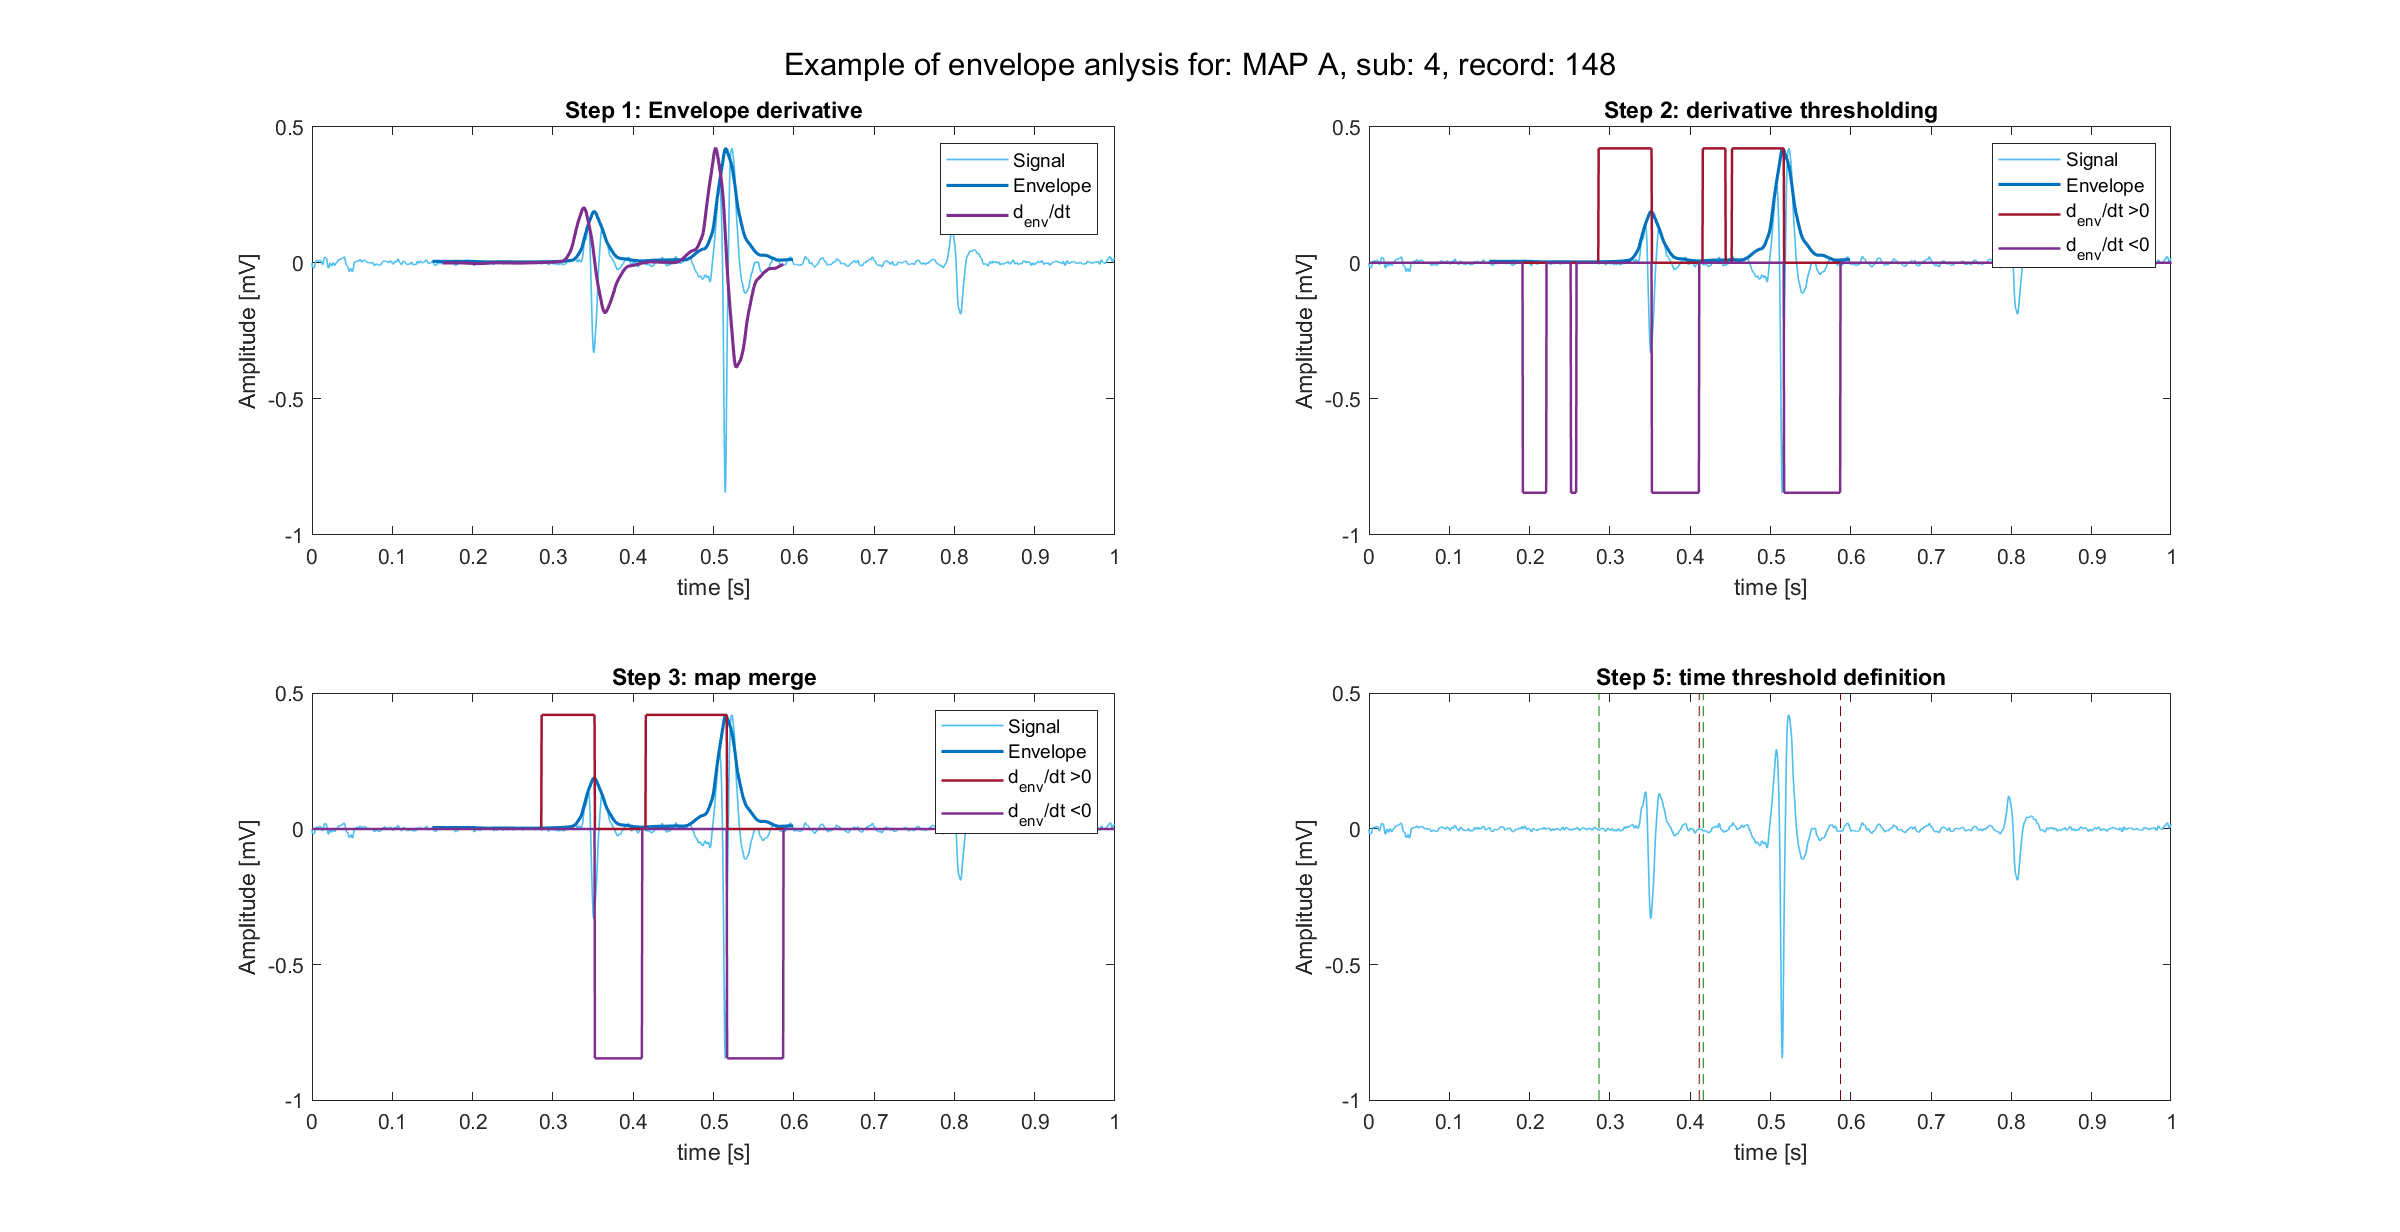 Example of envelope anlysis for: MAP A, sub: 4, record: 148
Step 1: Envelope derivative
0.5
0
-0.5
-1
Amplitude [mV]
Signal
Envelope
d_env/dt
0 0.1 0.2 0.3 0.4 0.5 0.6 0.7 0.8 0.9 1
time [s]
Step 2: derivative thresholding
0.5
0
-0.5
-1
Amplitude [mV]
Signal
Envelope
d_env/dt >0
d_env/dt <0
0 0.1 0.2 0.3 0.4 0.5 0.6 0.7 0.8 0.9 1
time [s]
Step 3: map merge
0.5
0
-0.5
-1
Amplitude [mV]
Signal
Envelope
d_env/dt >0
d_env/dt <0
0 0.1 0.2 0.3 0.4 0.5 0.6 0.7 0.8 0.9 1
time [s]
Step 5: time threshold definition
0.5
0
-0.5
-1
Amplitude [mV]
0 0.1 0.2 0.3 0.4 0.5 0.6 0.7 0.8 0.9 1
time [s]